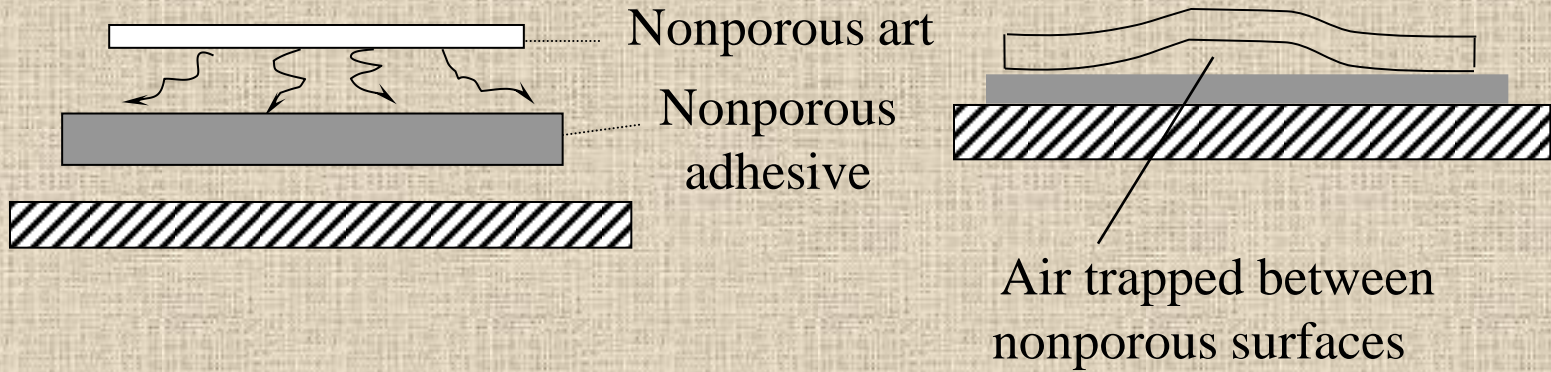 Nonporous art
Nonporous
adhesive
Air trapped between
nonporous surfaces